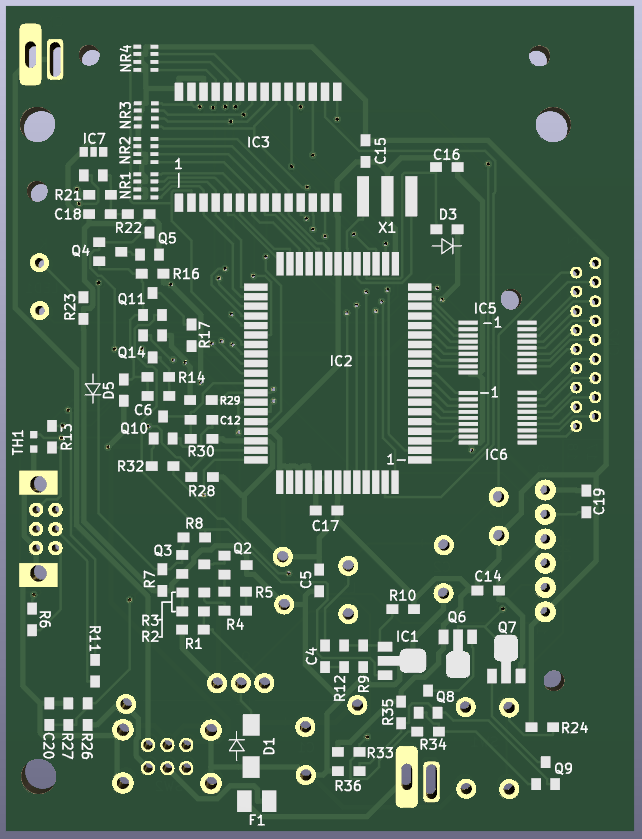 NR4
NR3
IC3
IC7
NR2
C15
C16
1
NR1
R21
C18
R22
X1
D3
Q5
Q4
R16
R23
Q11
IC5
-1
R17
Q14
IC2
R14
D5
-1
C6
R29
C12
Q10
TH1
R13
R30
IC6
1-
R32
R28
C19
C17
R8
Q3
Q2
R7
C5
C14
R5
R3
R4
R10
R6
R2
R1
Q6
Q7
IC1
R11
C4
R12
R9
Q8
R35
C20
R27
R26
R24
R34
D1
R33
R36
Q9
F1